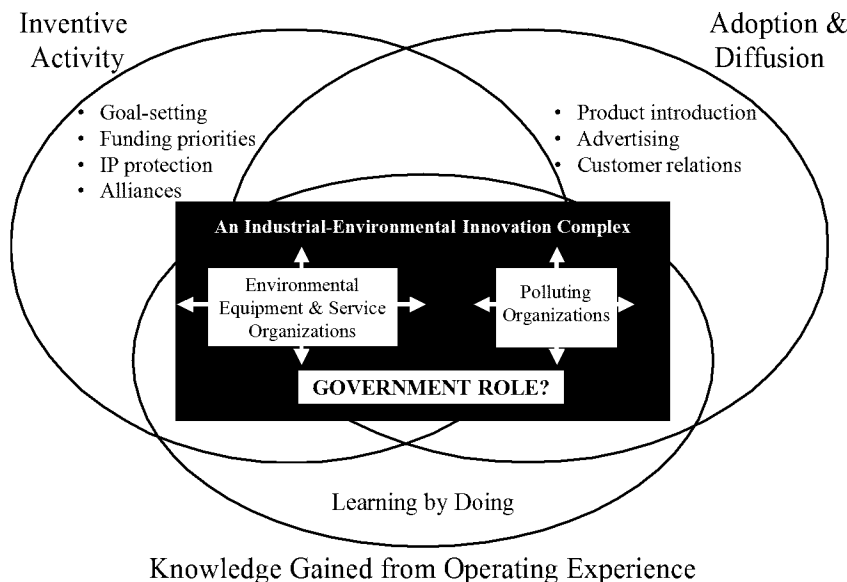 Inventive
Activity
Adoption &
Diffusion
• Goal-setting
• Funding priorities
• IP protection
• Alliances
• Product introduction
• Advertising
• Customer relations
An Industrial-Environmental Innovation Complex
Environmental
Equipment & Service
Organizations
Polluting
Organizations
GOVERNMENT ROLE?
Learning by Doing
Knowledge Gained from Operating Experience